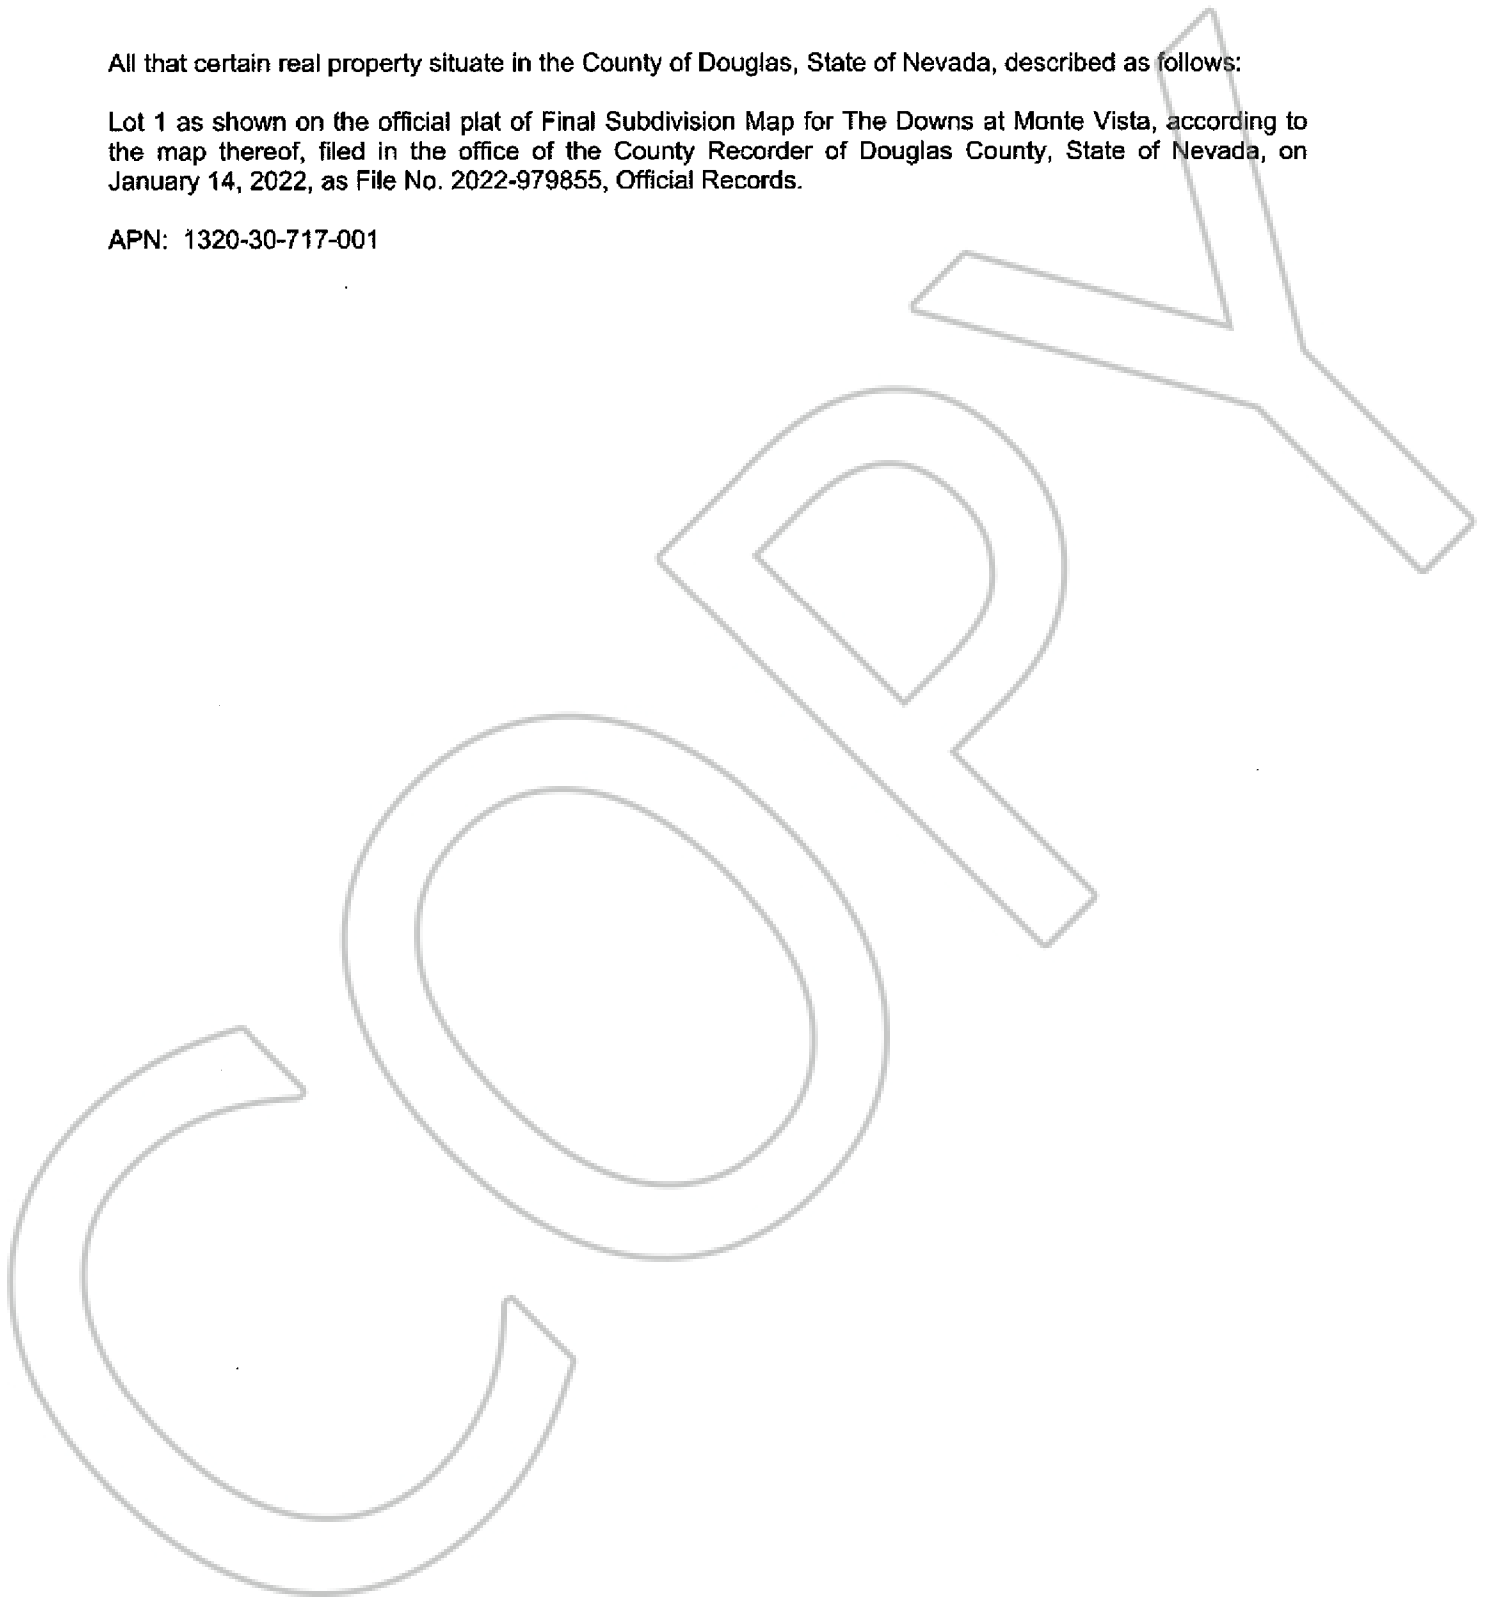 All that certain real property situate in the County of Douglas, State of Nevada, described as follows:
Lot 1 as shown on the official plat of Final Subdivision Map for The Downs at Monte Vista, according to
the map thereof, filed in the office of the County Recorder of Douglas County, State of Nevada, on
January 14, 2022, as File No. 2022-979855, Official Records.
APN: 1320-30-717-001
COPY